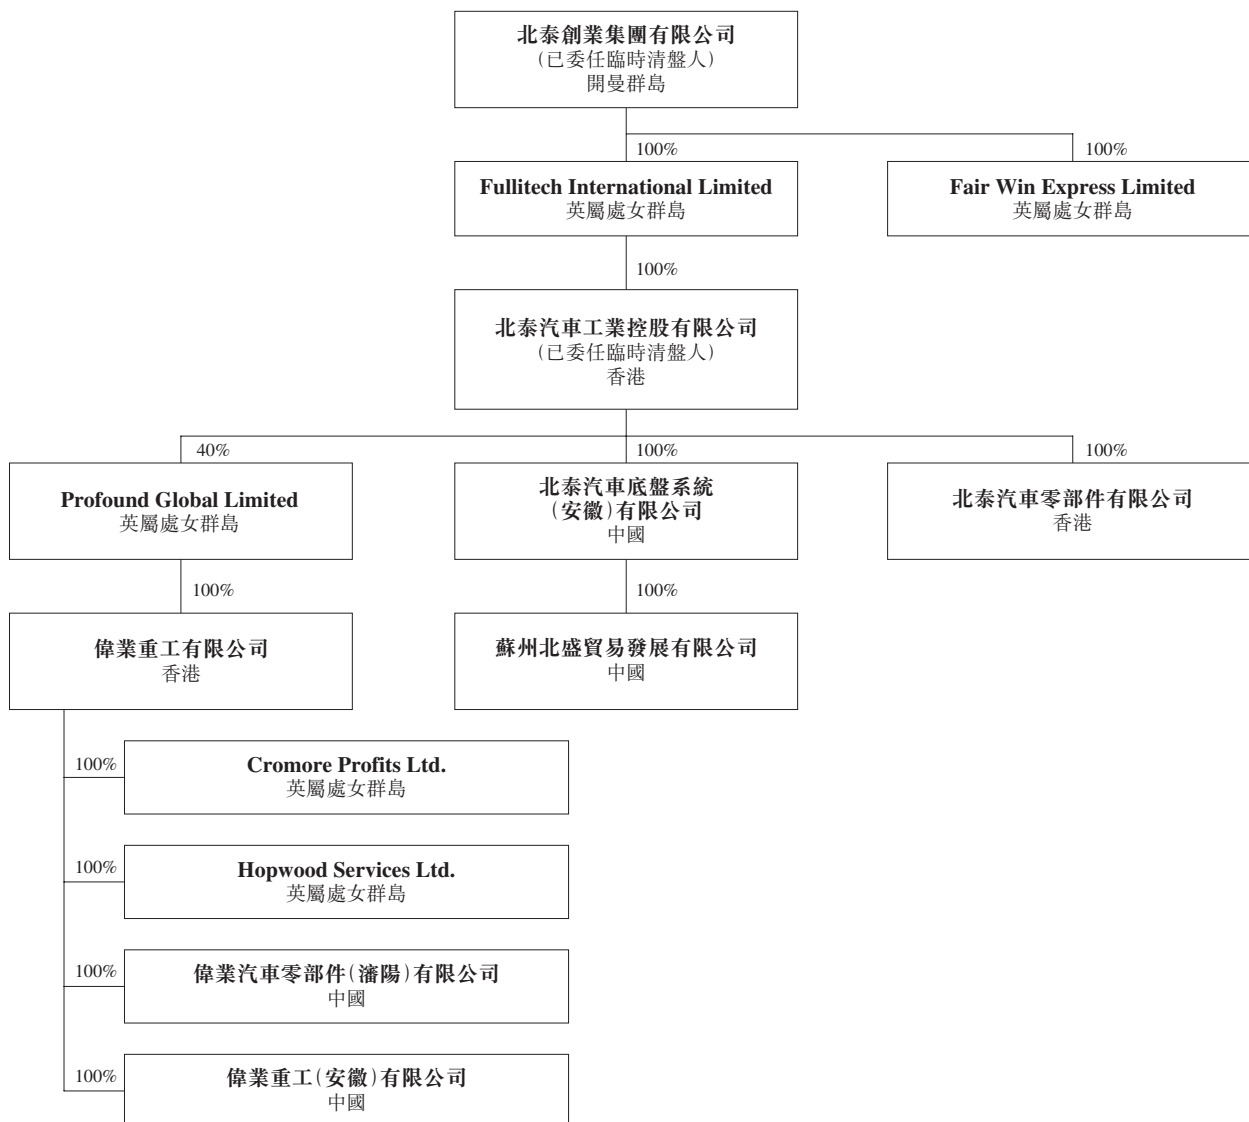 北泰創業集團有限公司
(已委任臨時清盤人)
開曼群島
100%
100%
Fullitech International Limited
英屬處女群島
Fair Win Express Limited
英屬處女群島
100%
北泰汽車工業控股有限公司
(已委任臨時清盤人)
香港
40%
100%
100%
Profound Global Limited
英屬處女群島
北泰汽車底盤系統
(安徽)有限公司
中國
北泰汽車零部件有限公司
香港
100%
100%
偉業重工有限公司
香港
蘇州北盛貿易發展有限公司
中國
100%
Cromore Profits Ltd.
英屬處女群島
100%
Hopwood Services Ltd.
英屬處女群島
100%
偉業汽車零部件(瀋陽)有限公司
中國
100%
偉業重工(安徽)有限公司
中國